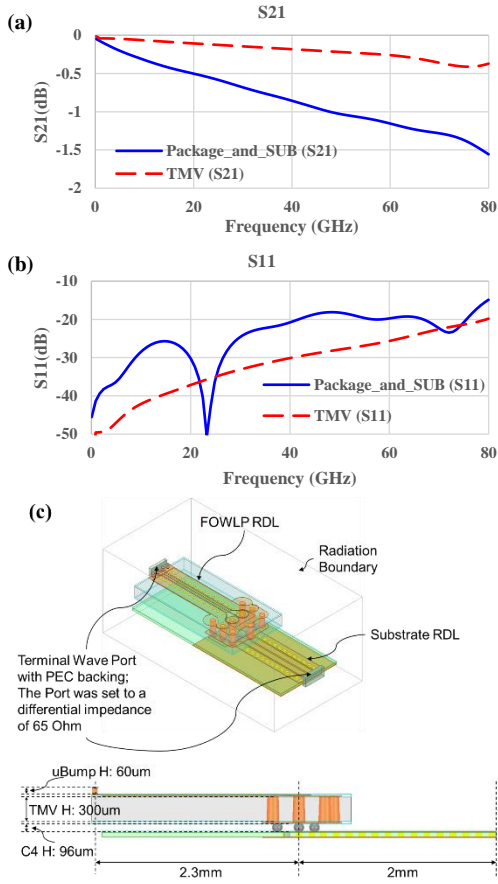 (a)
S21
0
-0.5
-1
-1.5
-2
S21(dB)
Package_and_SUB (S21)
TMV (S21)
0 20 40 60 80
Frequency (GHz)
(b)
S11
-10
-20
-30
-40
-50
S11(dB)
Package_and_SUB (S11)
TMV (S11)
0 20 40 60 80
Frequency (GHz)
(c)
FOWLP RDL
Radiation
Boundary
Substrate RDL
Terminal Wave Port
with PEC backing;
The Port was set to a
differential impedance
of 65 Ohm
uBump H: 60um
TMV H: 300um
C4 H: 96um
2.3mm
2mm